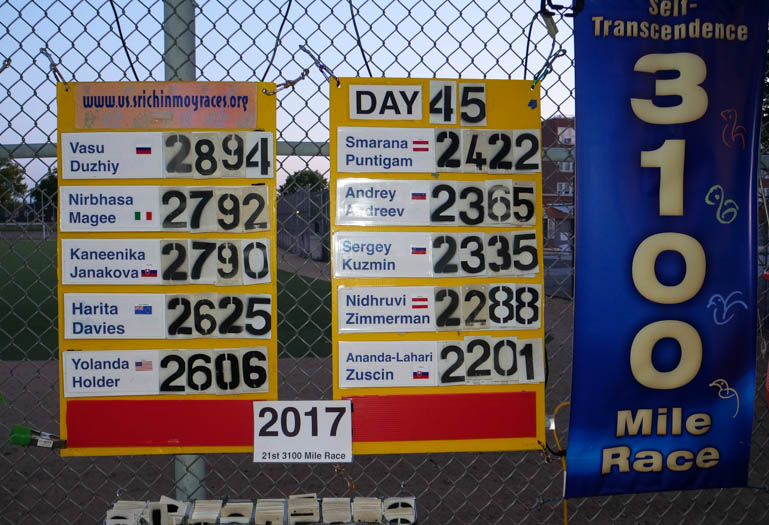 www.us.srichinmoyraces.org
Vasu
Duzhiy 2894
Nirbhasa
Magee 2792
Kaneenika
Janakova 2790
Harita
Davies 2625
Yolanda
Holder 2606
DAY 45
Smarana
Puntigam 2422
Andrey
Andreev 2365
Sergey
Kuzmin 2335
Nidhruvi
Zimmerman 2288
Ananda-Lahari
Zuscin 2201
2017
21st 3100 Mile Race
Self-
Transcendence
3100
Mile
Race